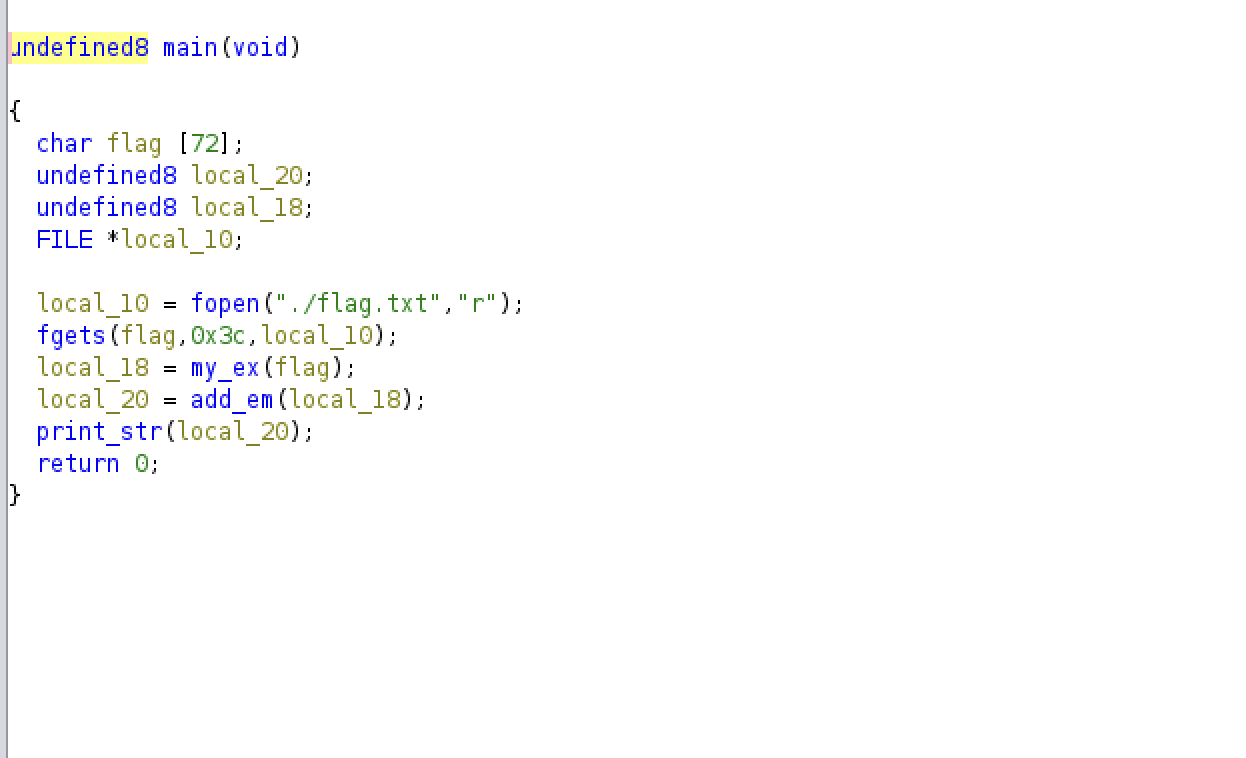 undefined8 main(void)
{
char flag [72];
undefined8 local_20;
undefined8 local_18;
FILE *local_10;
local_10 = fopen("./flag.txt","r");
fgets(flag,0x3c,local_10);
local_18 = my_ex(flag);
local_20 = add_em(local_18);
print_str(local_20);
return 0;
}